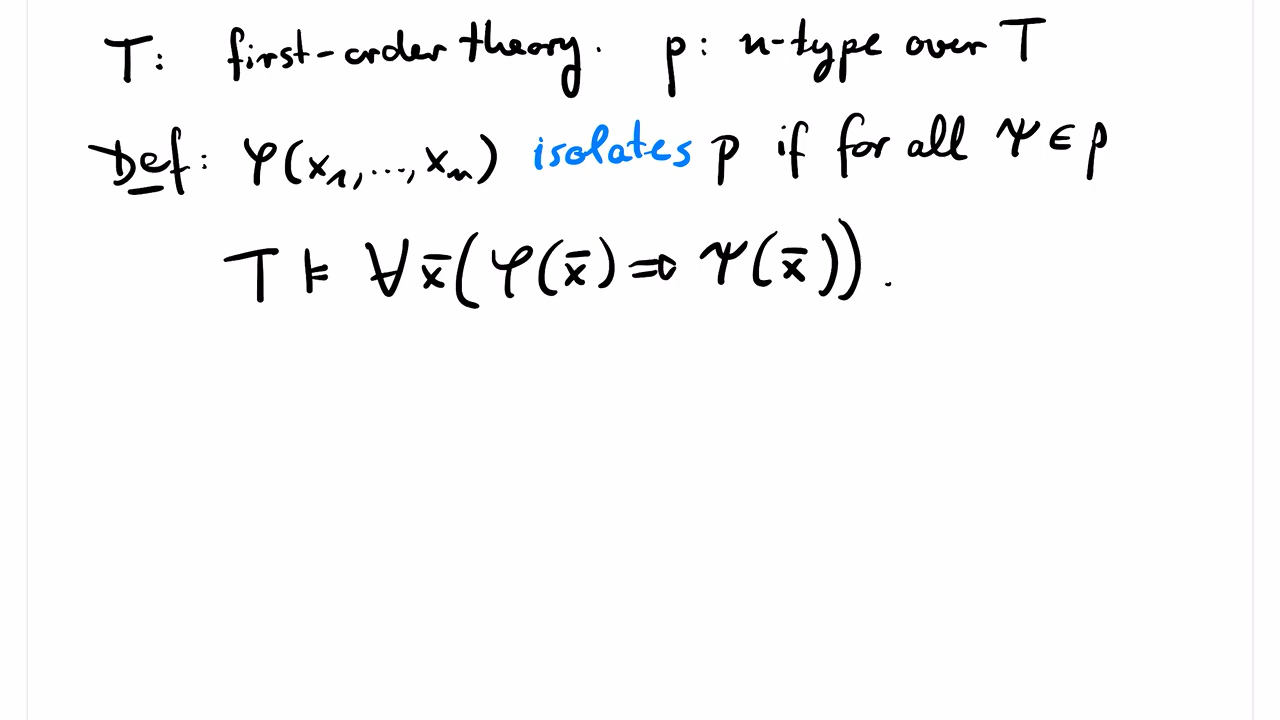 T: first-order theory. p: n-type over T
Def: φ(x₁,...,xₙ) isolates p if for all ψ ∈ p
T ⊨ ∀x̄(φ(x̄) ⇒ ψ(x̄)).